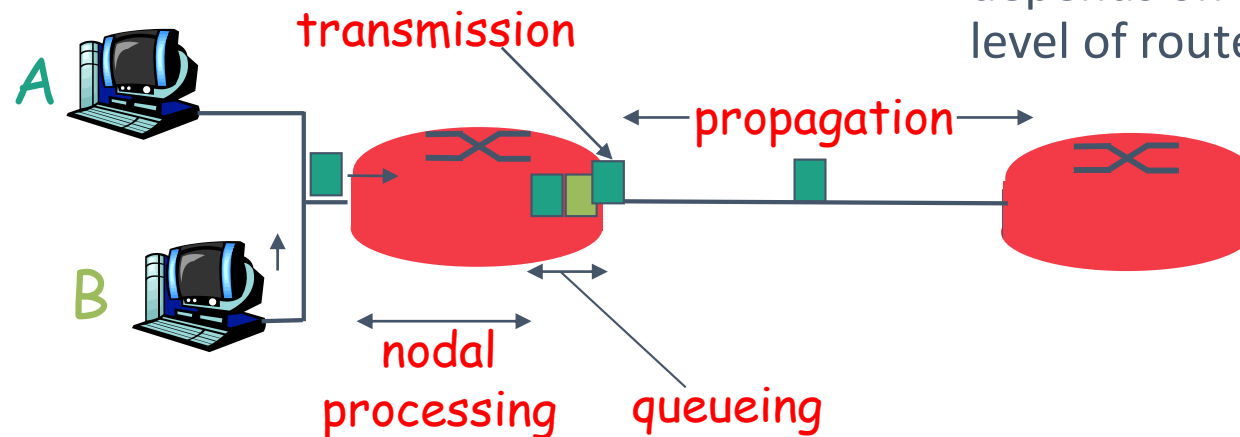 level of route
transmission
A
propagation
B
nodal
processing
queueing